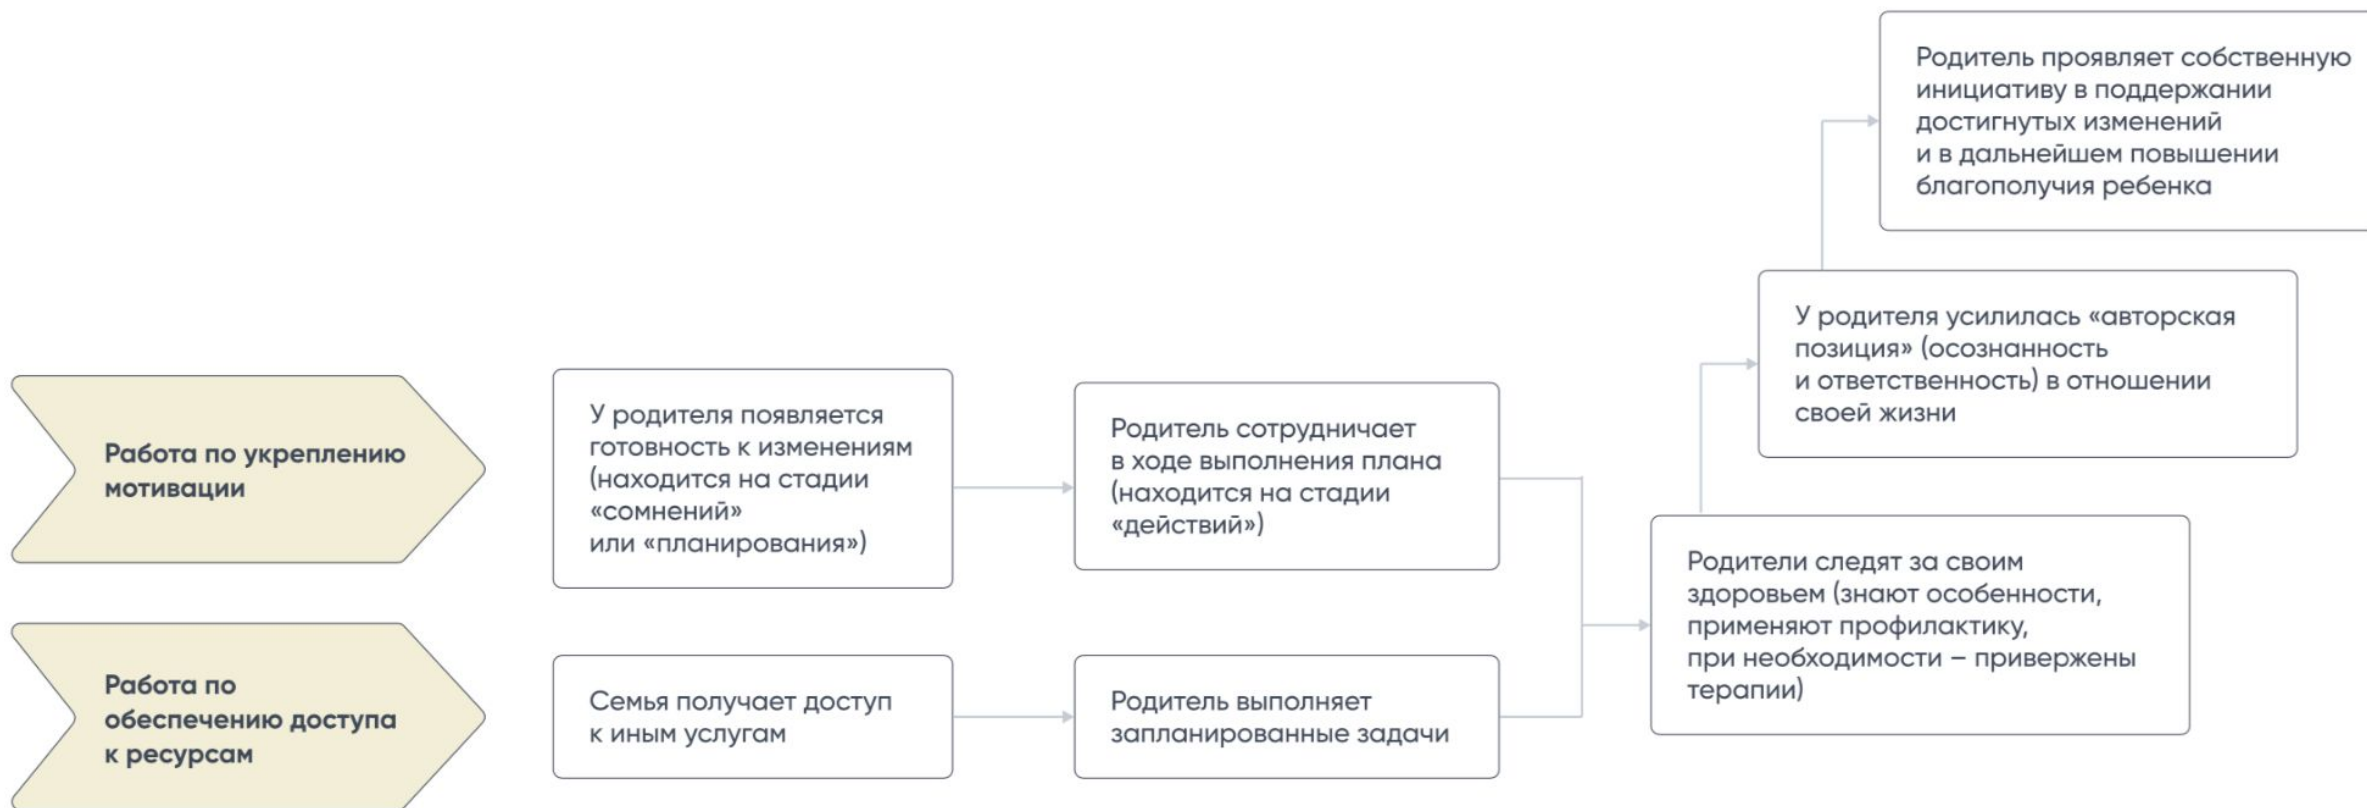 Родитель проявляет собственную
инициативу в поддержании
достигнутых изменений
и в дальнейшем повышении
благополучия ребенка
У родителя усилилась «авторская
позиция» (осознанность
и ответственность) в отношении
своей жизни
Работа по укреплению
мотивации
У родителя появляется
готовность к изменениям
(находится на стадии
«сомнений»
или «планирования»)
Родитель сотрудничает
в ходе выполнения плана
(находится на стадии
«действий»)
Родители следят за своим
здоровьем (знают особенности,
применяют профилактику,
при необходимости – привержены
терапии)
Работа по
обеспечению доступа
к ресурсам
Семья получает доступ
к иным услугам
Родитель выполняет
запланированные задачи